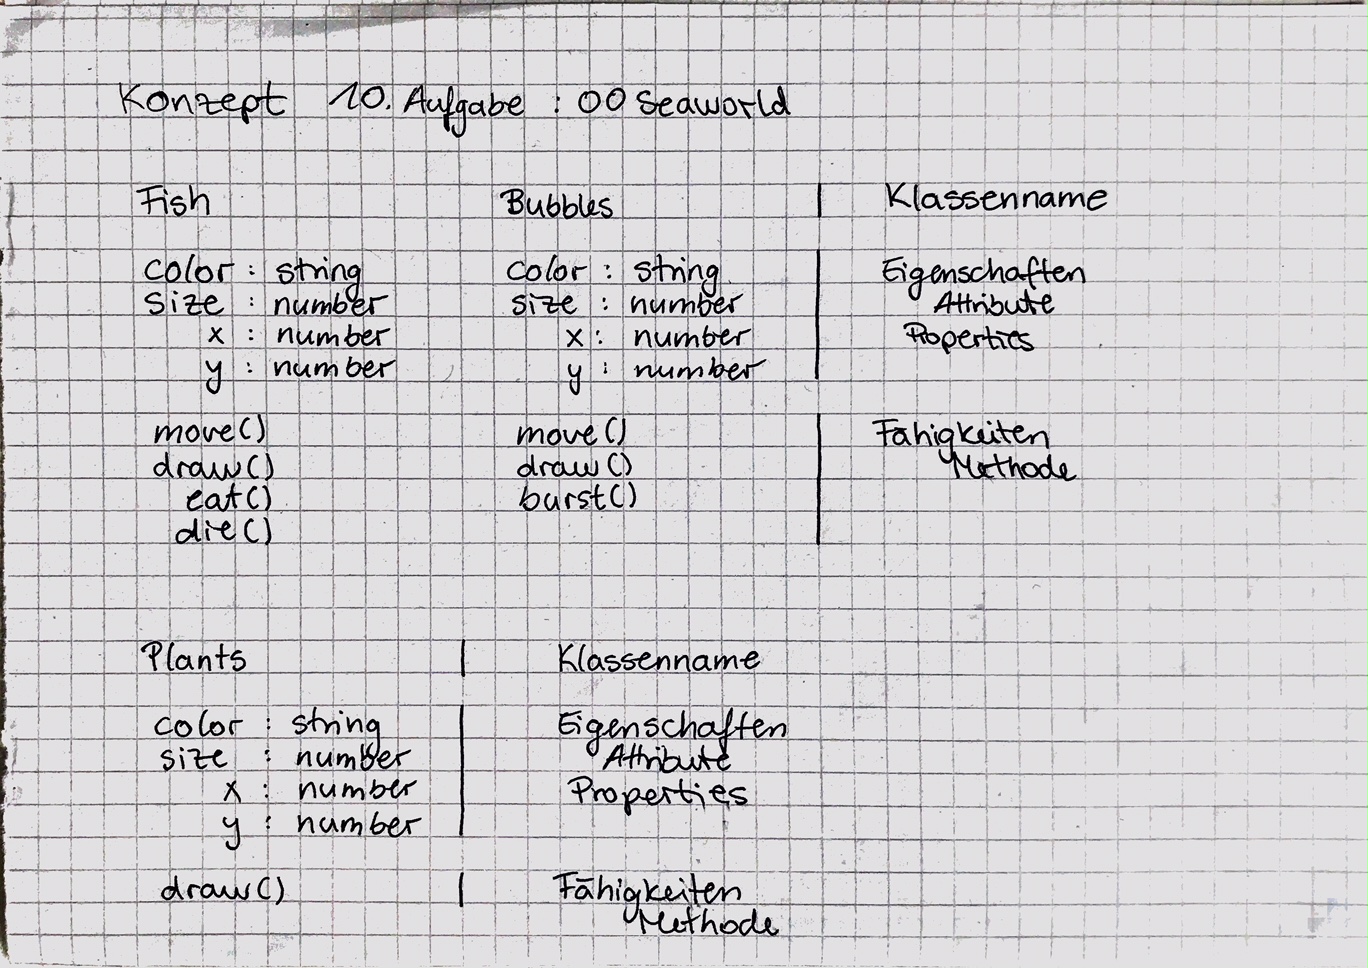 Konzept 10. Aufgabe : OO Seaworld
Fish Bubbles | Klassenname
color : string color : string Eigenschaften
size : number size : number Attribute
x : number x : number Properties
y : number y : number
move() move() Fähigkeiten
draw() draw() Methode
eat() burst()
die()
Plants | Klassenname
color : string Eigenschaften
size : number Attribute
x : number Properties
y : number
draw() | Fähigkeiten
Methode